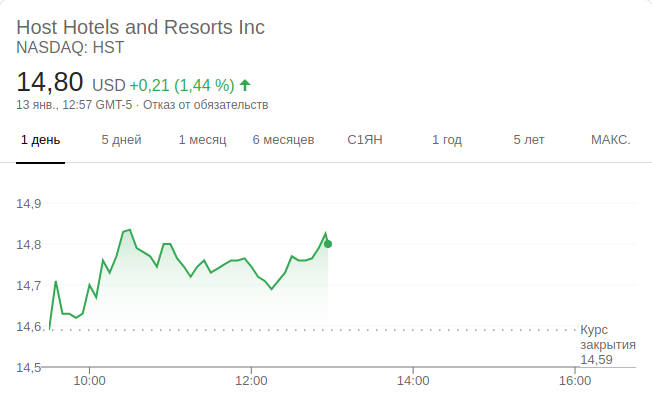 Host Hotels and Resorts Inc
NASDAQ: HST
14,80 USD +0,21 (1,44 %)
13 янв., 12:57 GMT-5 · Отказ от обязательств
1 день 5 дней 1 месяц 6 месяцев С1ЯН 1 год 5 лет МАКС.
14,9
14,8
14,7
14,6
14,5
Курс
закрытия
14,59
10:00 12:00 14:00 16:00